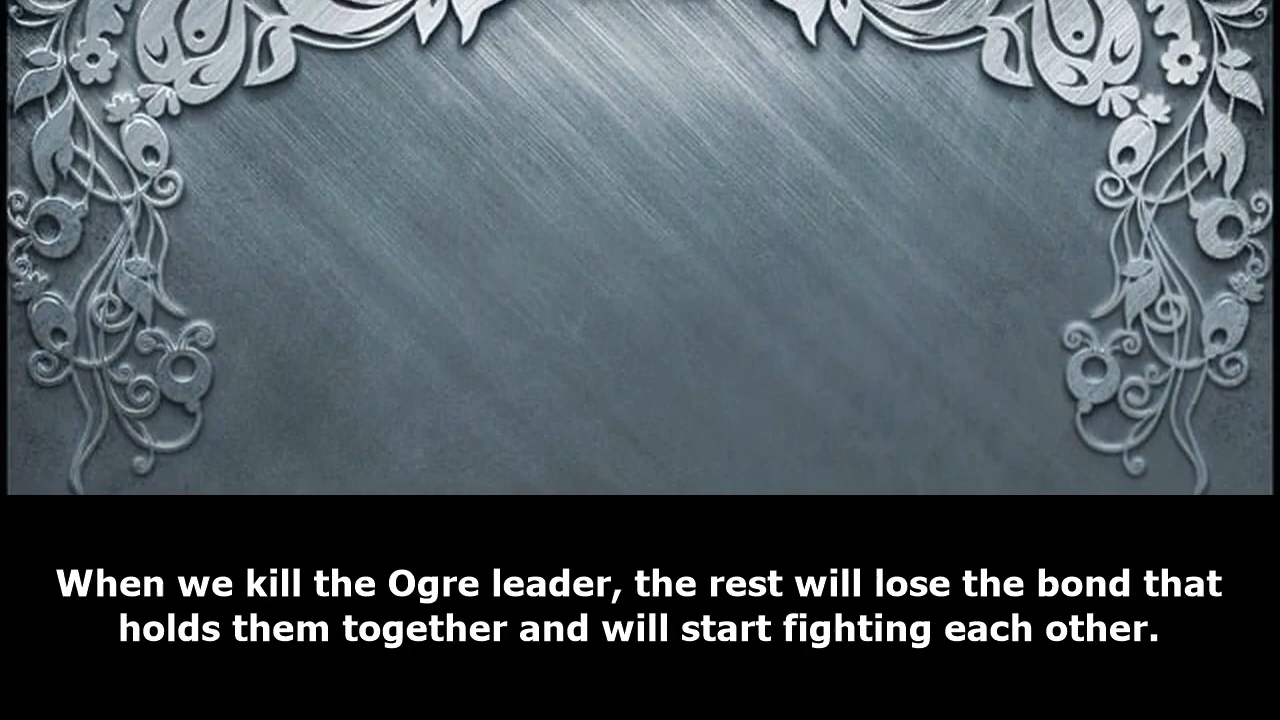 When we kill the Ogre leader, the rest will lose the bond that
holds them together and will start fighting each other.